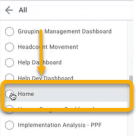 All
Grouping Management Dashboard
Headcount Movement
Help Dashboard
Help Dev Dashboard
Home
Implementation Analysis - PPF